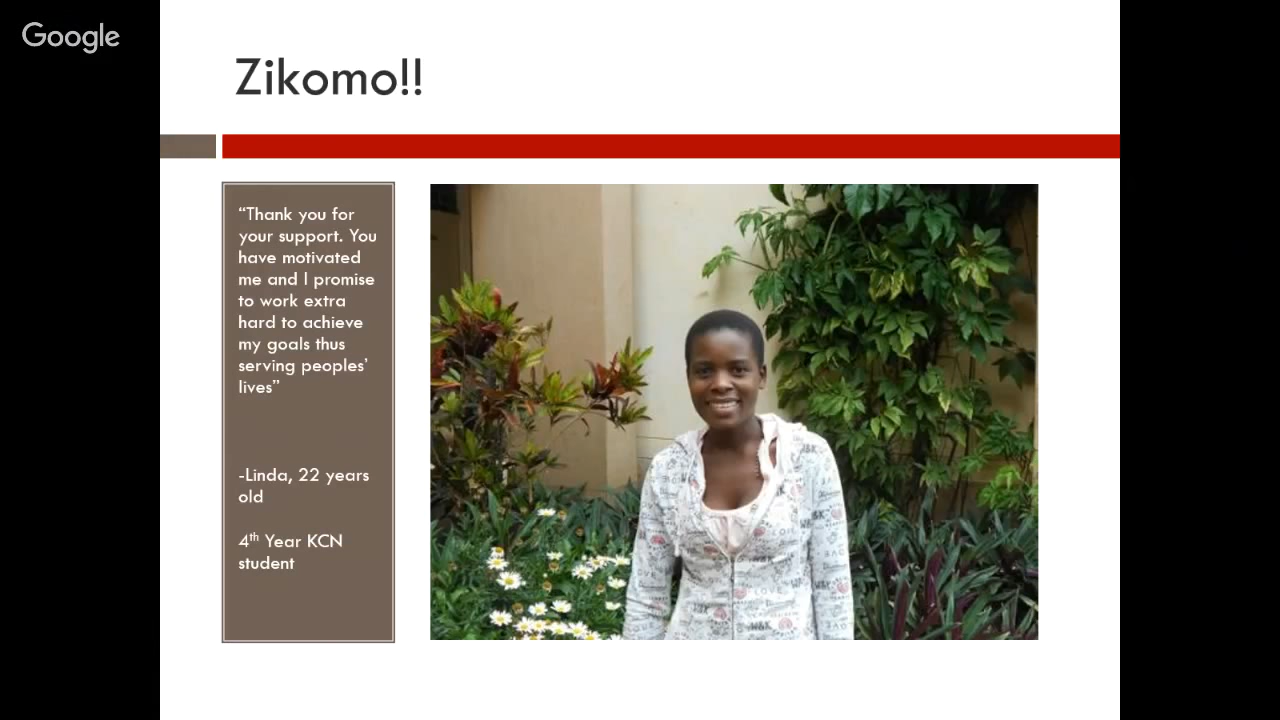 Google
Zikomo!!
“Thank you for
your support. You
have motivated
me and I promise
to work extra
hard to achieve
my goals thus
serving peoples’
lives”
-Linda, 22 years
old
4th Year KCN
student